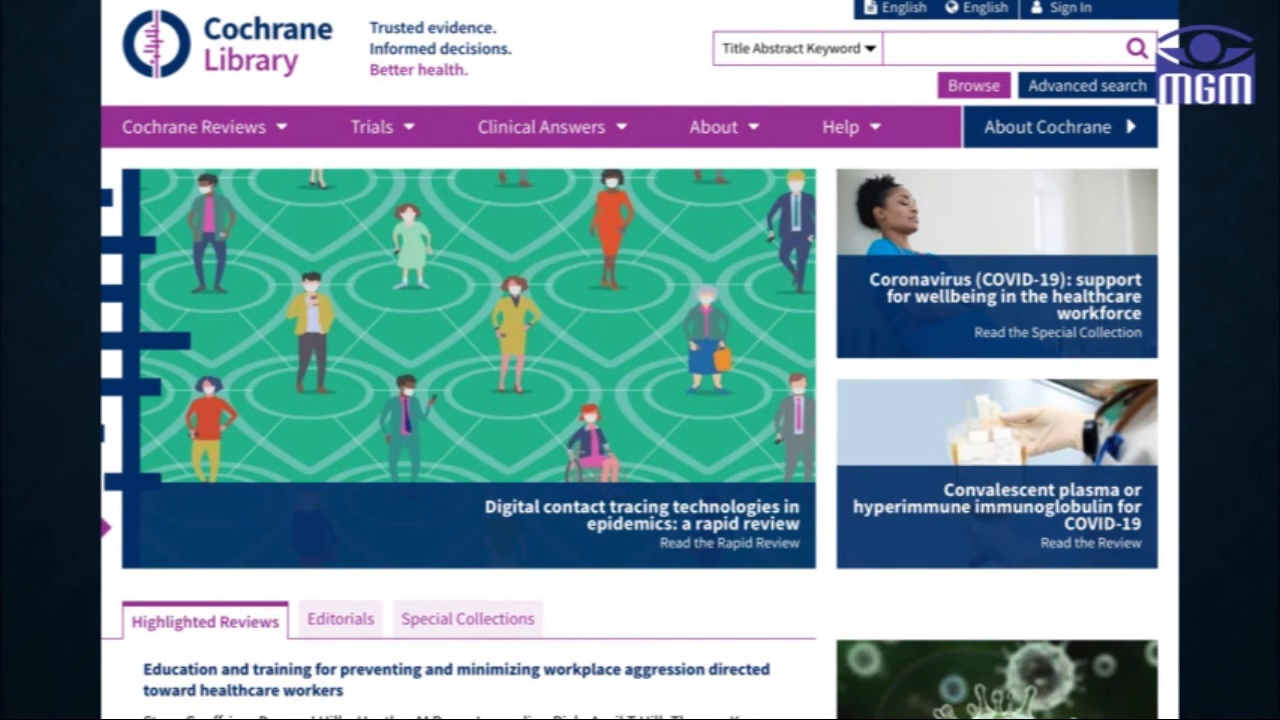 English English Sign In
Cochrane
Library
Trusted evidence.
Informed decisions.
Better health.
Title Abstract Keyword
MGM
Browse Advanced search
Cochrane Reviews Trials Clinical Answers About Help About Cochrane
Coronavirus (COVID-19): support
for wellbeing in the healthcare
workforce
Read the Special Collection
Digital contact tracing technologies in
epidemics: a rapid review
Read the Rapid Review
Convalescent plasma or
hyperimmune immunoglobulin for
COVID-19
Read the Review
Highlighted Reviews Editorials Special Collections
Education and training for preventing and minimizing workplace aggression directed
toward healthcare workers